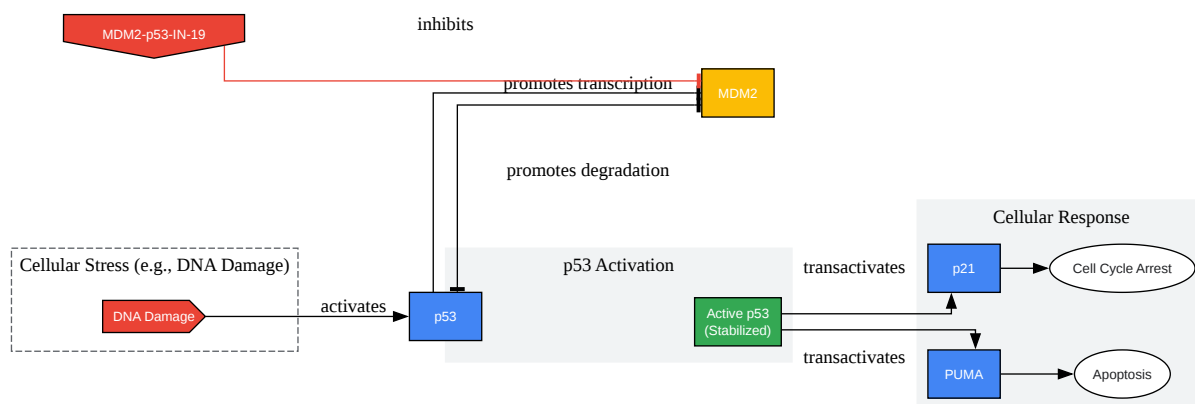 MDM2-p53-IN-19
inhibits
promotes transcription
MDM2
promotes degradation
Cellular Response
Cellular Stress (e.g., DNA Damage)
p53 Activation
transactivates
p21
Cell Cycle Arrest
DNA Damage
activates
p53
Active p53
(Stabilized)
transactivates
PUMA
Apoptosis